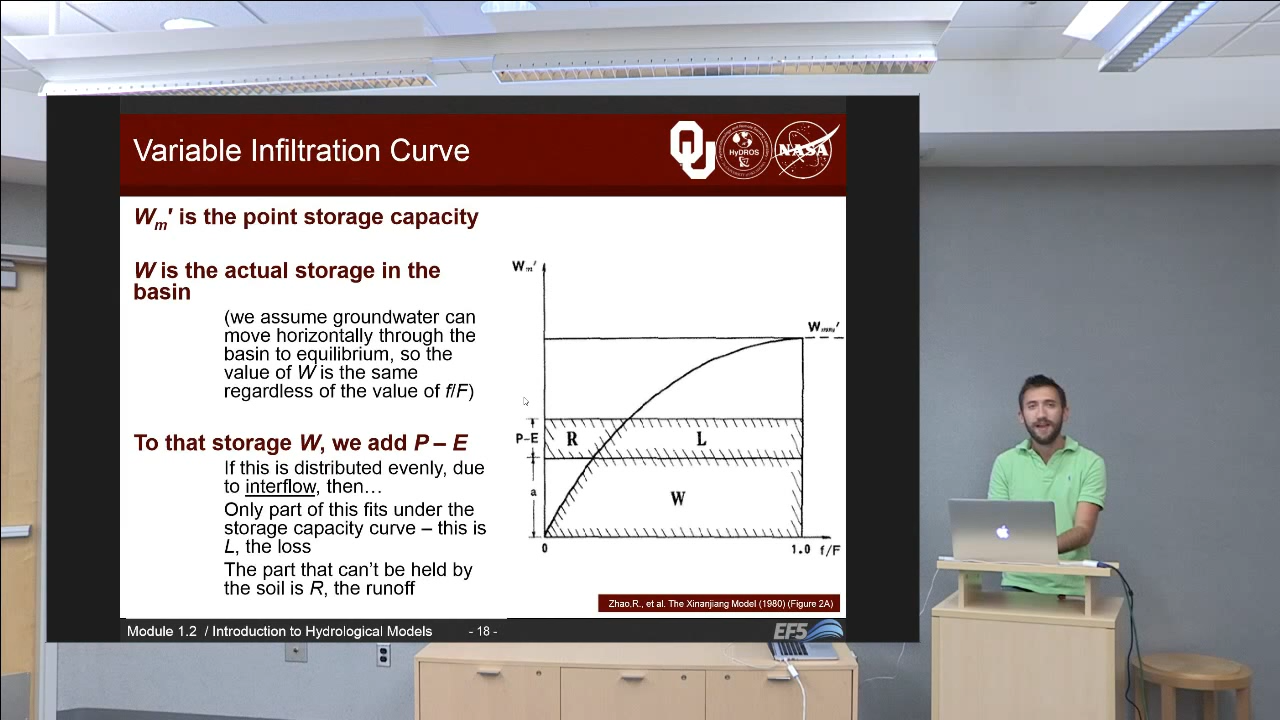 Variable Infiltration Curve
HyDROS
NASA
Wm′ is the point storage capacity
W is the actual storage in the
basin
(we assume groundwater can
move horizontally through the
basin to equilibrium, so the
value of W is the same
regardless of the value of f/F)
To that storage W, we add P – E
If this is distributed evenly, due
to interflow, then…
Only part of this fits under the
storage capacity curve – this is
L, the loss
The part that can’t be held by
the soil is R, the runoff
Wm′
Wmm′
P–E
R
L
a
W
0
1.0 f/F
Zhao.R., et al. The Xinanjiang Model (1980) (Figure 2A)
Module 1.2 / Introduction to Hydrological Models
- 18 -
EF5